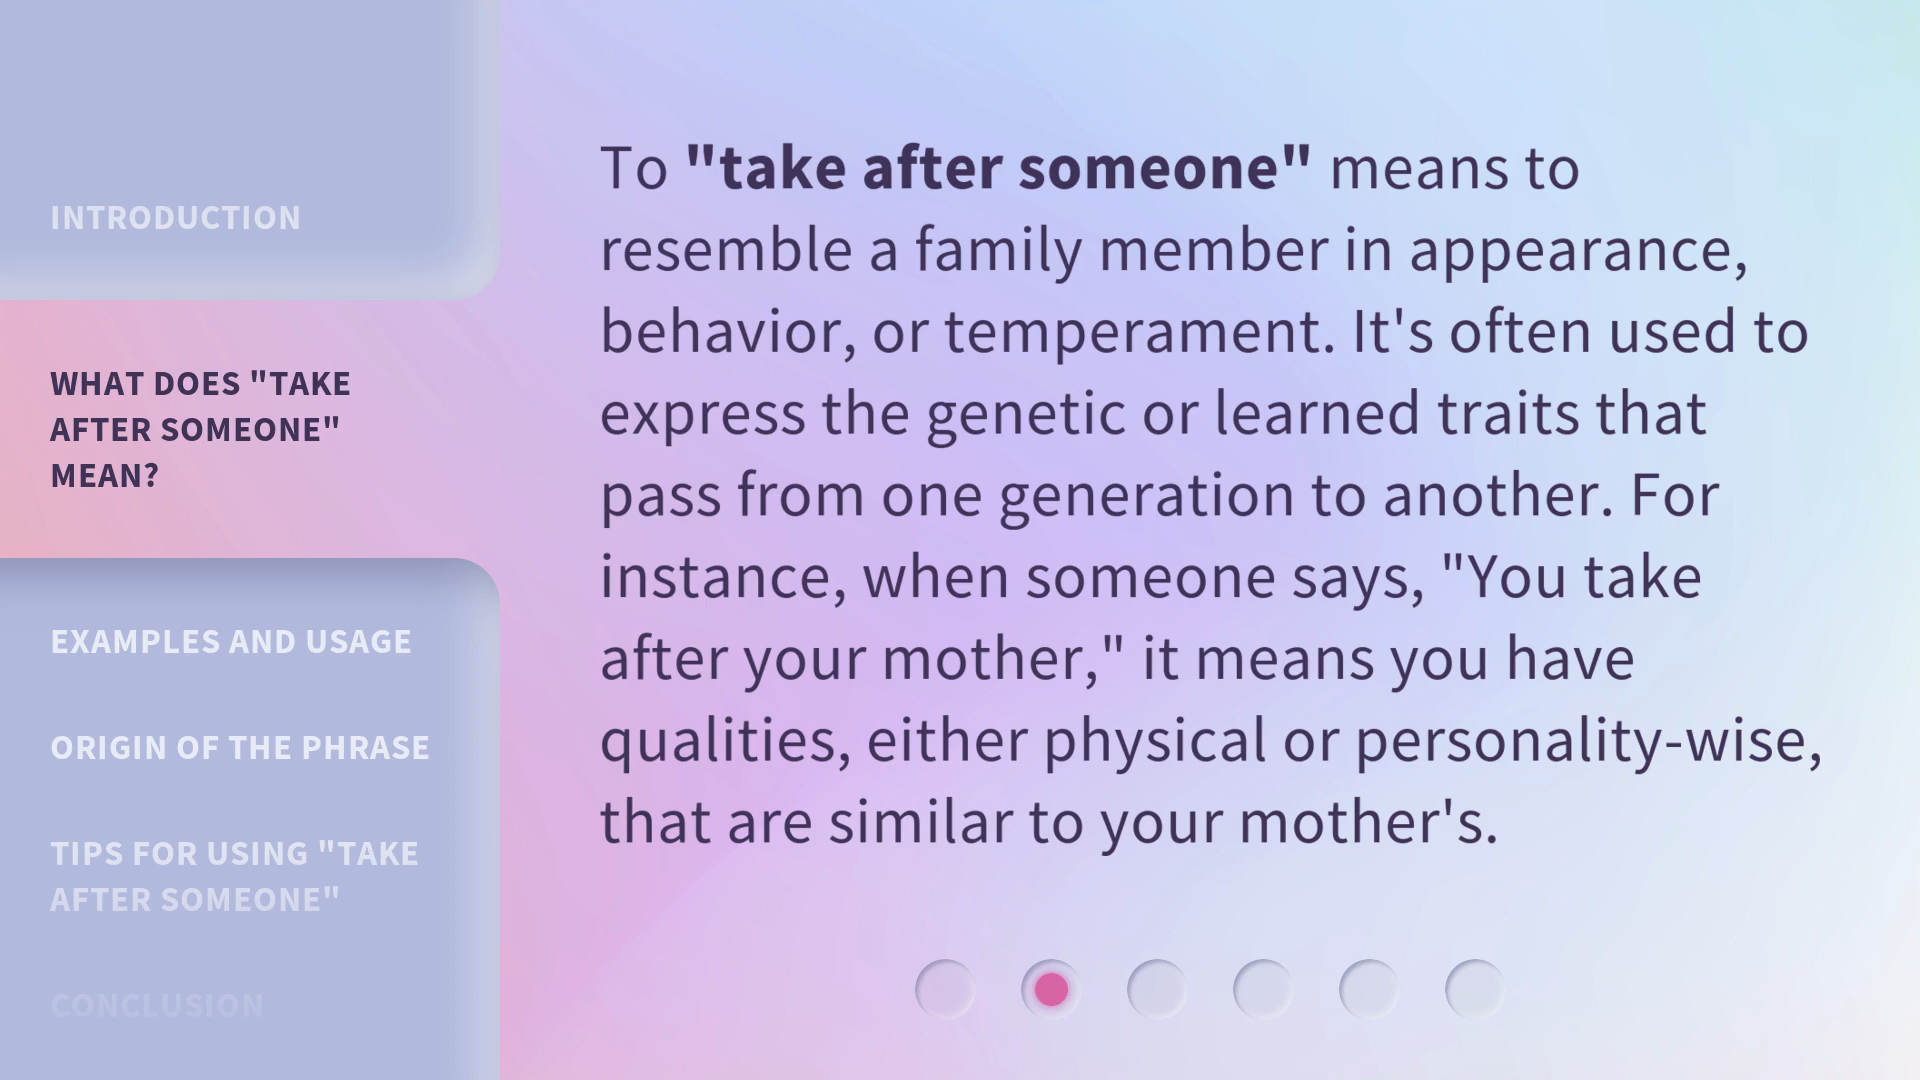 INTRODUCTION
WHAT DOES "TAKE
AFTER SOMEONE"
MEAN?
EXAMPLES AND USAGE
ORIGIN OF THE PHRASE
TIPS FOR USING "TAKE
AFTER SOMEONE"
CONCLUSION
To "take after someone" means to
resemble a family member in appearance,
behavior, or temperament. It's often used to
express the genetic or learned traits that
pass from one generation to another. For
instance, when someone says, "You take
after your mother," it means you have
qualities, either physical or personality-wise,
that are similar to your mother's.